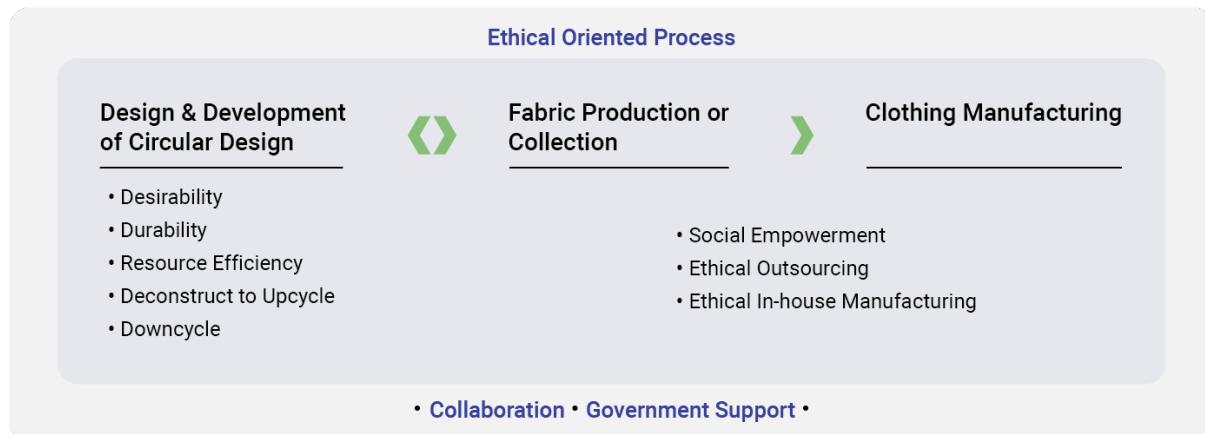 Ethical Oriented Process
Design & Development
of Circular Design
Fabric Production or
Collection
Clothing Manufacturing
• Desirability
• Durability
• Resource Efficiency
• Deconstruct to Upcycle
• Downcycle
• Social Empowerment
• Ethical Outsourcing
• Ethical In-house Manufacturing
• Collaboration • Government Support •